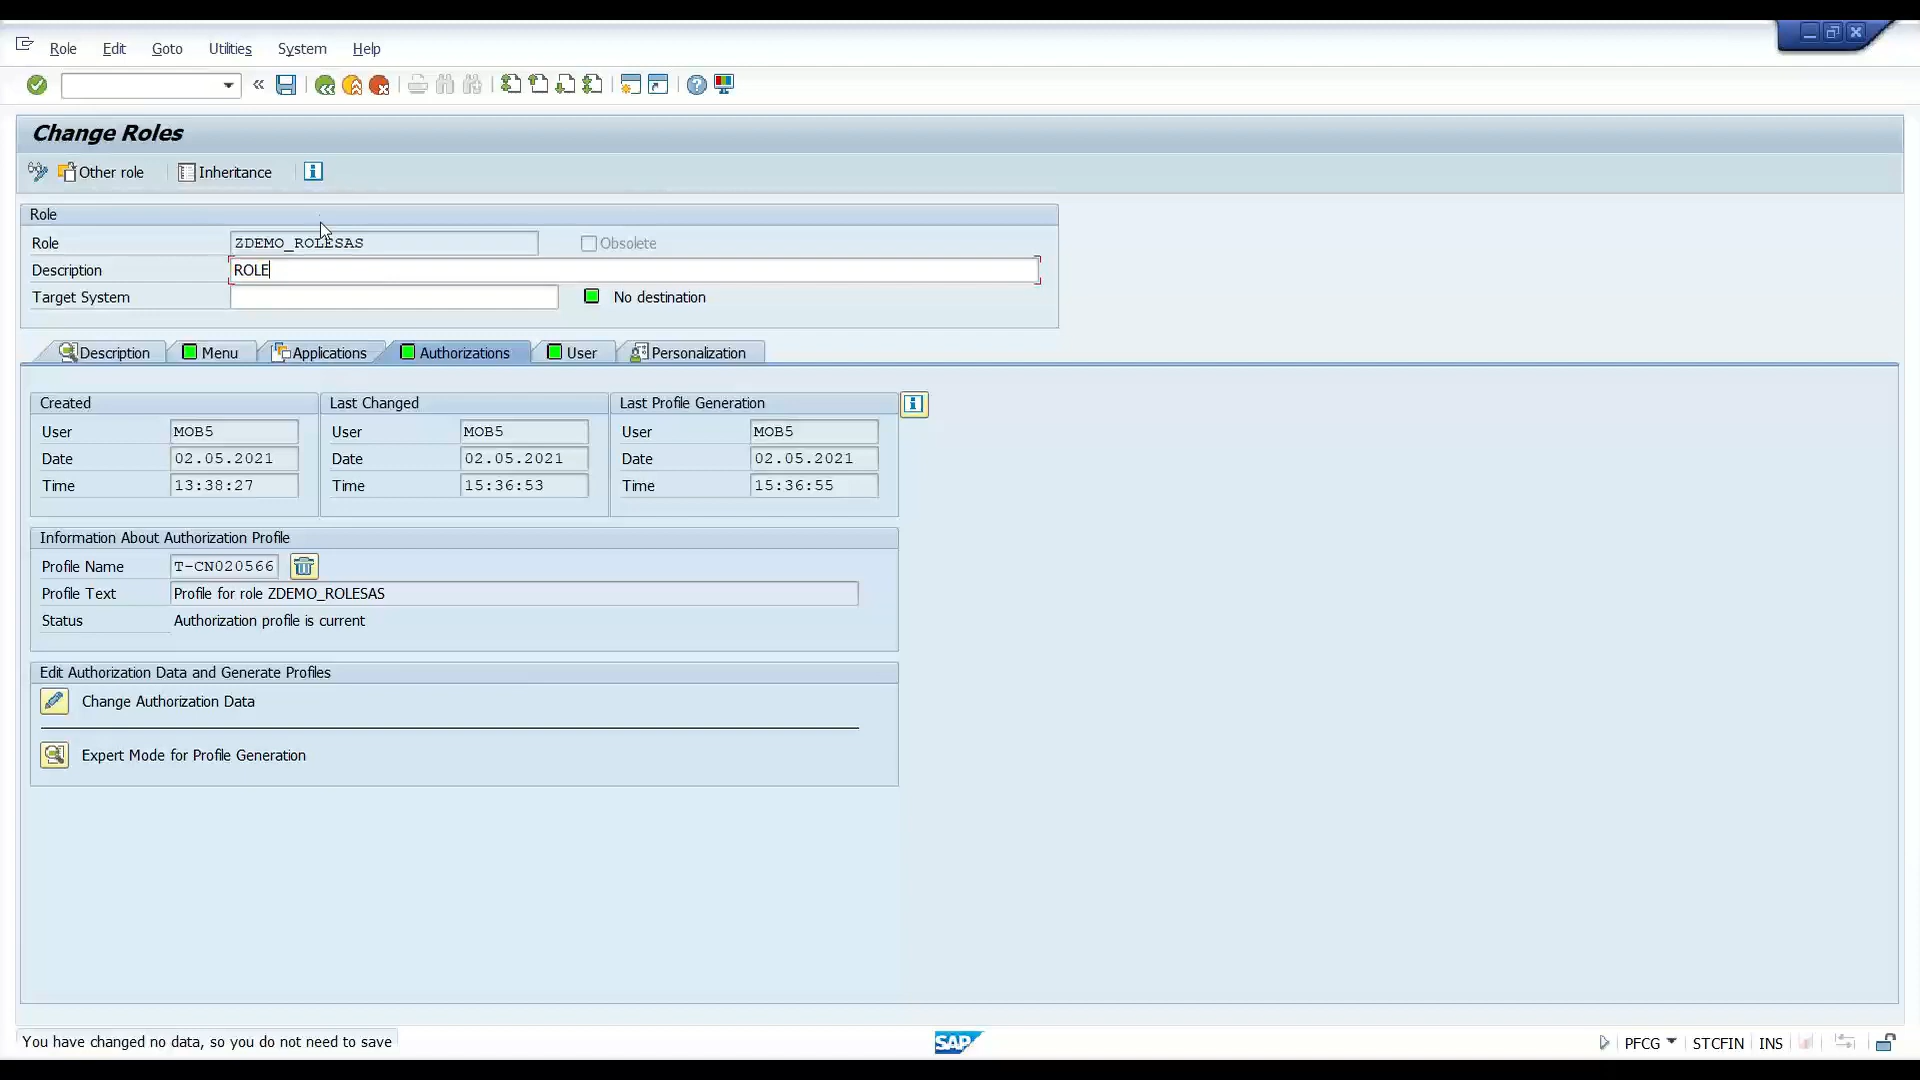 Role Edit Goto Utilities System Help
Change Roles
Other role Inheritance
Role
Role ZDEMO_ROLESAS Obsolete
Description ROLE
Target System No destination
Description Menu Applications Authorizations User Personalization
Created Last Changed Last Profile Generation
User MOB5 User MOB5 User MOB5
Date 02.05.2021 Date 02.05.2021 Date 02.05.2021
Time 13:38:27 Time 15:36:53 Time 15:36:55
Information About Authorization Profile
Profile Name T-CN020566
Profile Text Profile for role ZDEMO_ROLESAS
Status Authorization profile is current
Edit Authorization Data and Generate Profiles
Change Authorization Data
Expert Mode for Profile Generation
You have changed no data, so you do not need to save SAP PFCG STCFIN INS